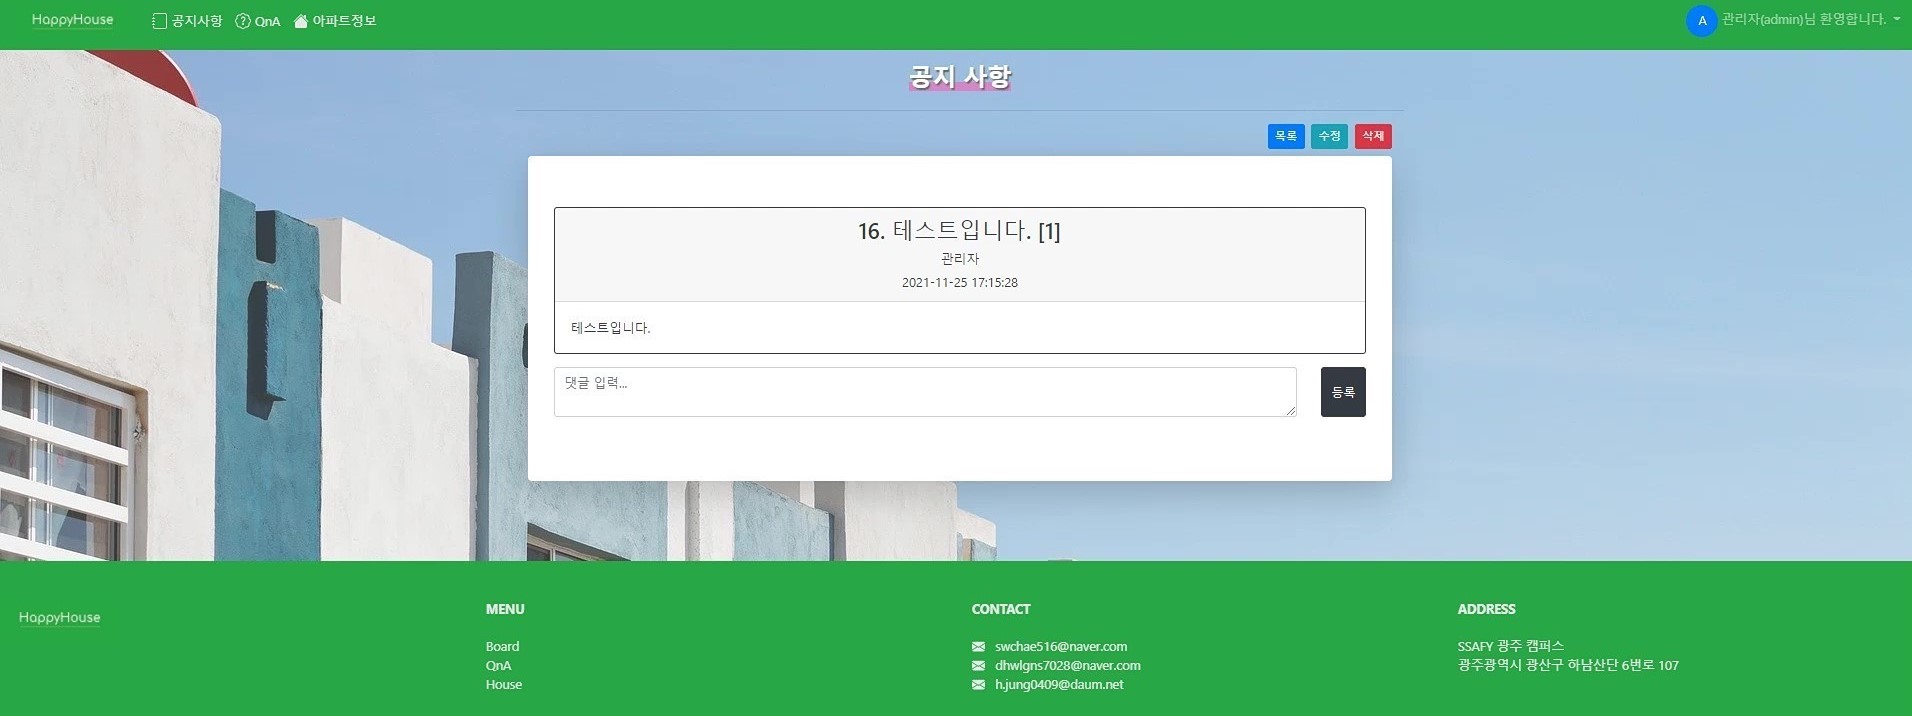 HappyHouse
공지사항
QnA
아파트정보
A
관리자(admin)님 환영합니다.
공지 사항
목록
수정
삭제
16. 테스트입니다. [1]
관리자
2021-11-25 17:15:28
테스트입니다.
댓글 입력...
등록
HappyHouse
MENU
Board
QnA
House
CONTACT
swchae516@naver.com
dhwlgns7028@naver.com
h.jung0409@daum.net
ADDRESS
SSAFY 광주 캠퍼스
광주광역시 광산구 하남산단 6번로 107